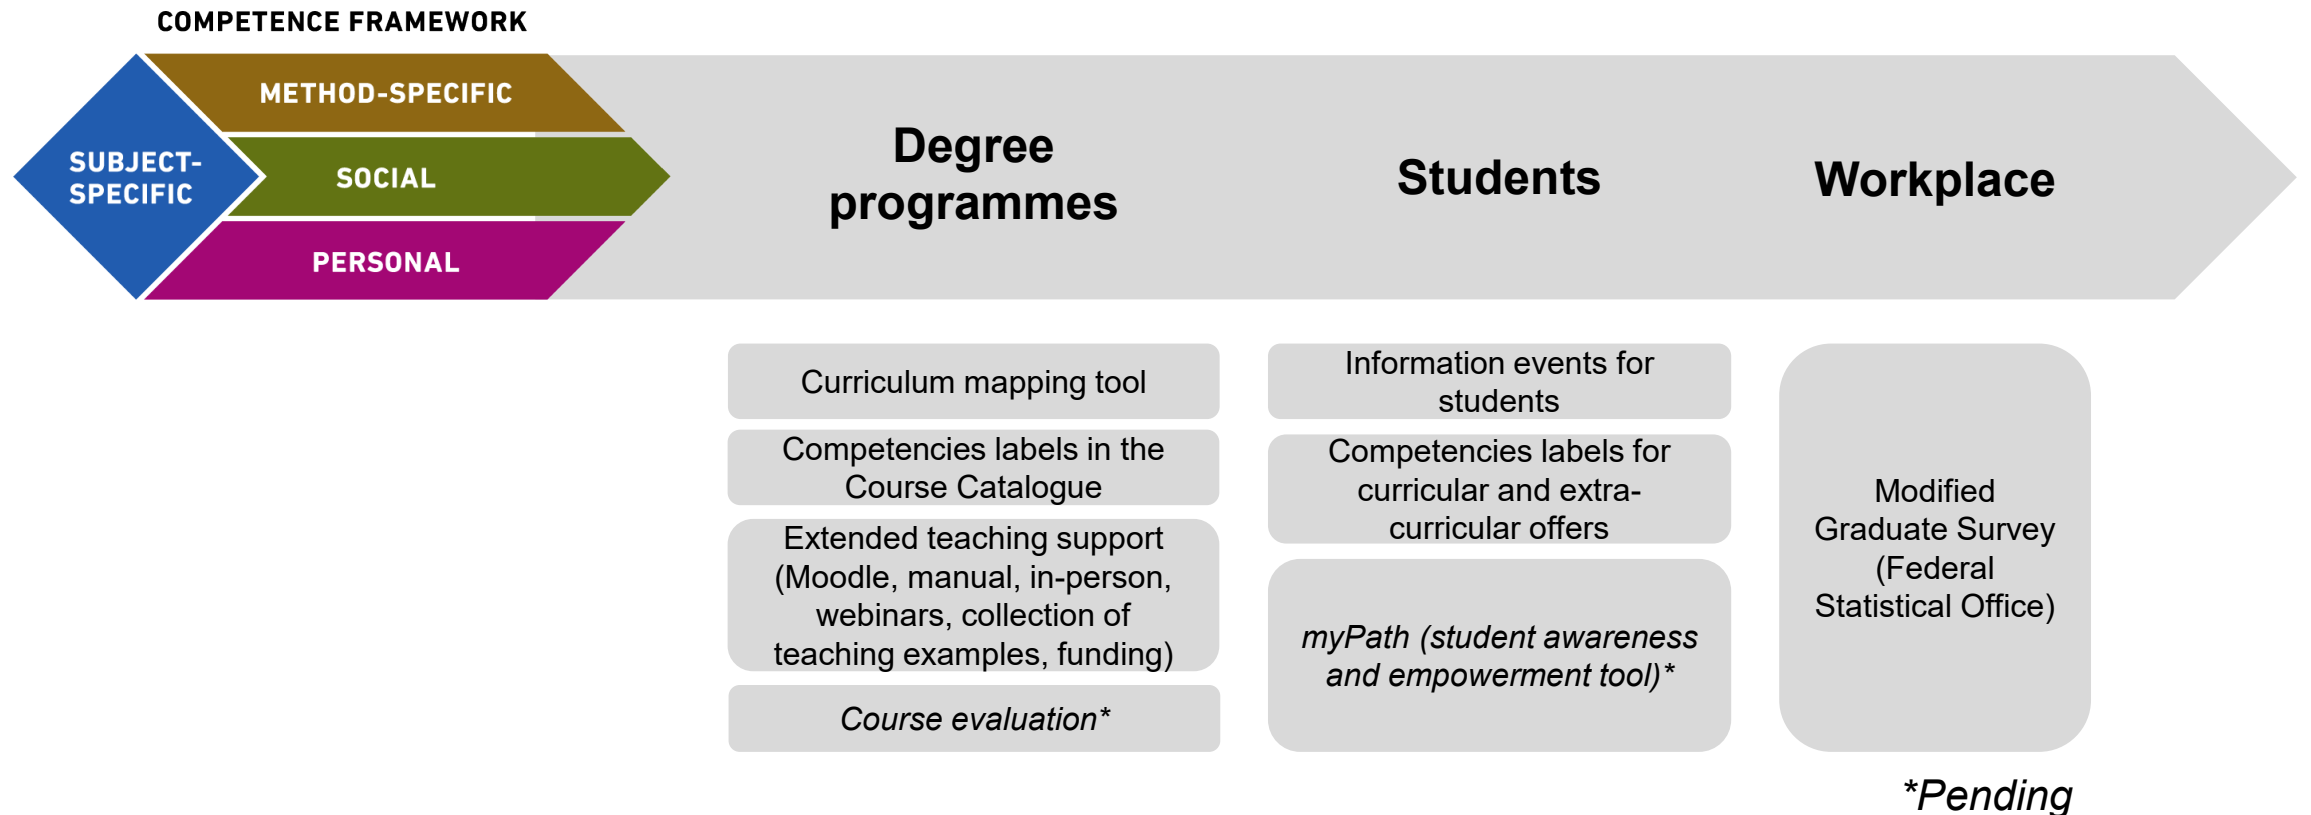 COMPETENCE FRAMEWORK
SUBJECT-
SPECIFIC
METHOD-SPECIFIC
SOCIAL
PERSONAL
Degree
programmes
Students
Workplace
Curriculum mapping tool
Competencies labels in the
Course Catalogue
Extended teaching support
(Moodle, manual, in-person,
webinars, collection of
teaching examples, funding)
Course evaluation*
Information events for
students
Competencies labels for
curricular and extra-
curricular offers
myPath (student awareness
and empowerment tool)*
Modified
Graduate Survey
(Federal
Statistical Office)
*Pending